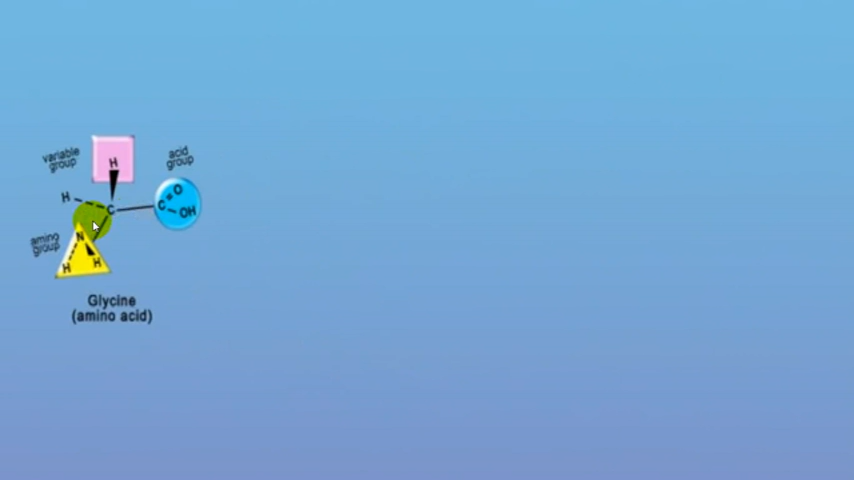 variable
group
acid
group
H
H
C
C
O
OH
amino
group
N
H
H
Glycine
(amino acid)